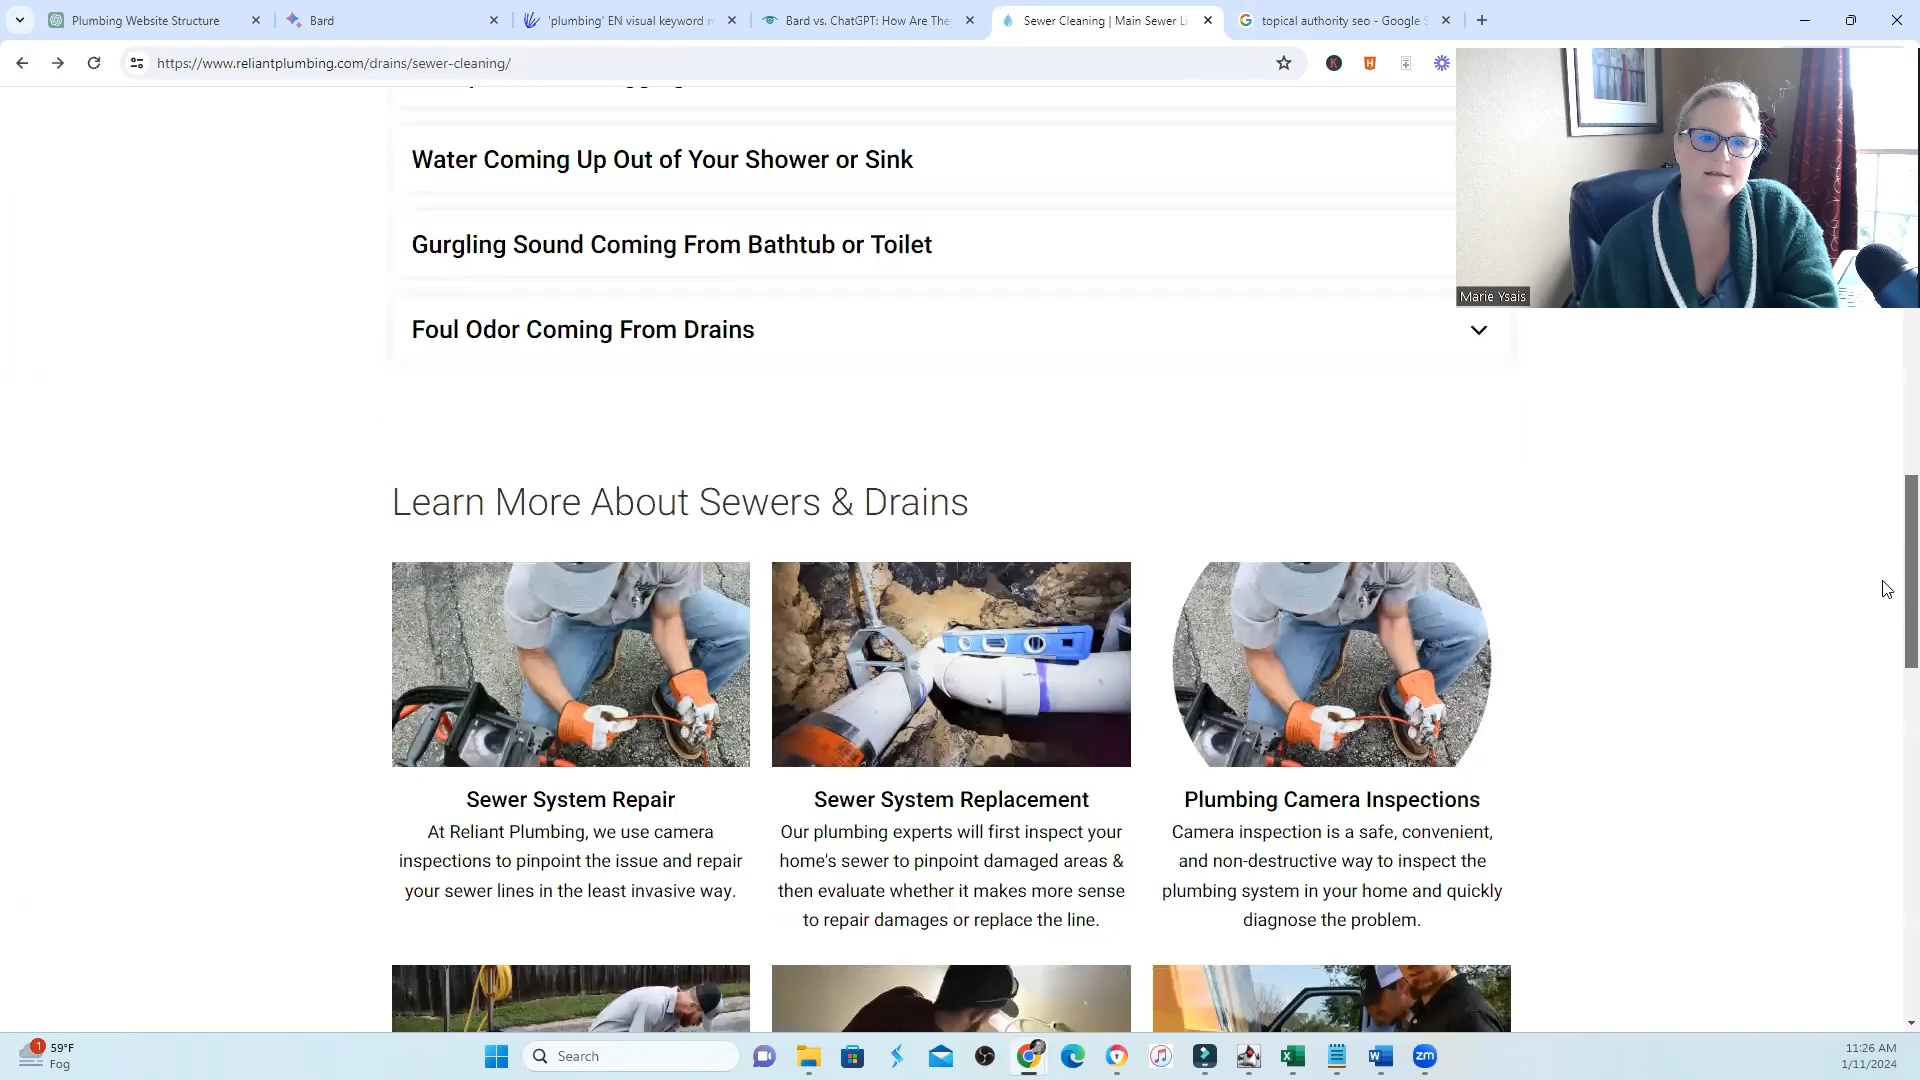 Plumbing Website Structure
Bard
'plumbing' EN visual keyword
Bard vs. ChatGPT: How Are The
Sewer Cleaning | Main Sewer Li
topical authority seo - Google S
https://www.reliantplumbing.com/drains/sewer-cleaning/
Marie Ysais
Water Coming Up Out of Your Shower or Sink
Gurgling Sound Coming From Bathtub or Toilet
Foul Odor Coming From Drains
Learn More About Sewers & Drains
Sewer System Repair
At Reliant Plumbing, we use camera
inspections to pinpoint the issue and repair
your sewer lines in the least invasive way.
Sewer System Replacement
Our plumbing experts will first inspect your
home's sewer to pinpoint damaged areas &
then evaluate whether it makes more sense
to repair damages or replace the line.
Plumbing Camera Inspections
Camera inspection is a safe, convenient,
and non-destructive way to inspect the
plumbing system in your home and quickly
diagnose the problem.
1
59°F
Fog
Search
zm
11:26 AM
1/11/2024